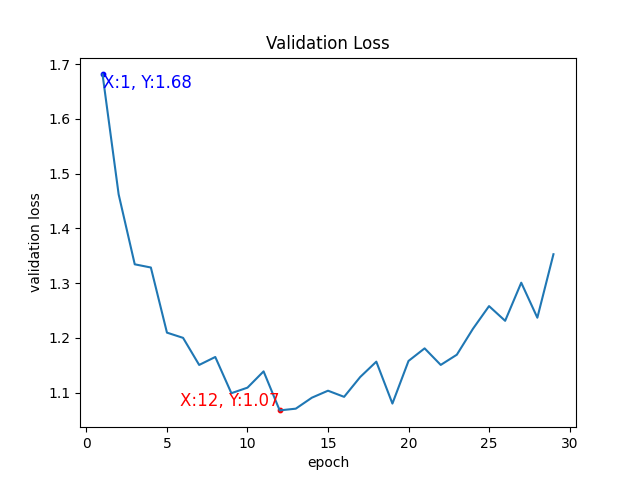 Validation Loss
1.7
X:1, Y:1.68
1.6
1.5
1.4
1.3
1.2
1.1
X:12, Y:1.07
validation loss
0 5 10 15 20 25 30
epoch